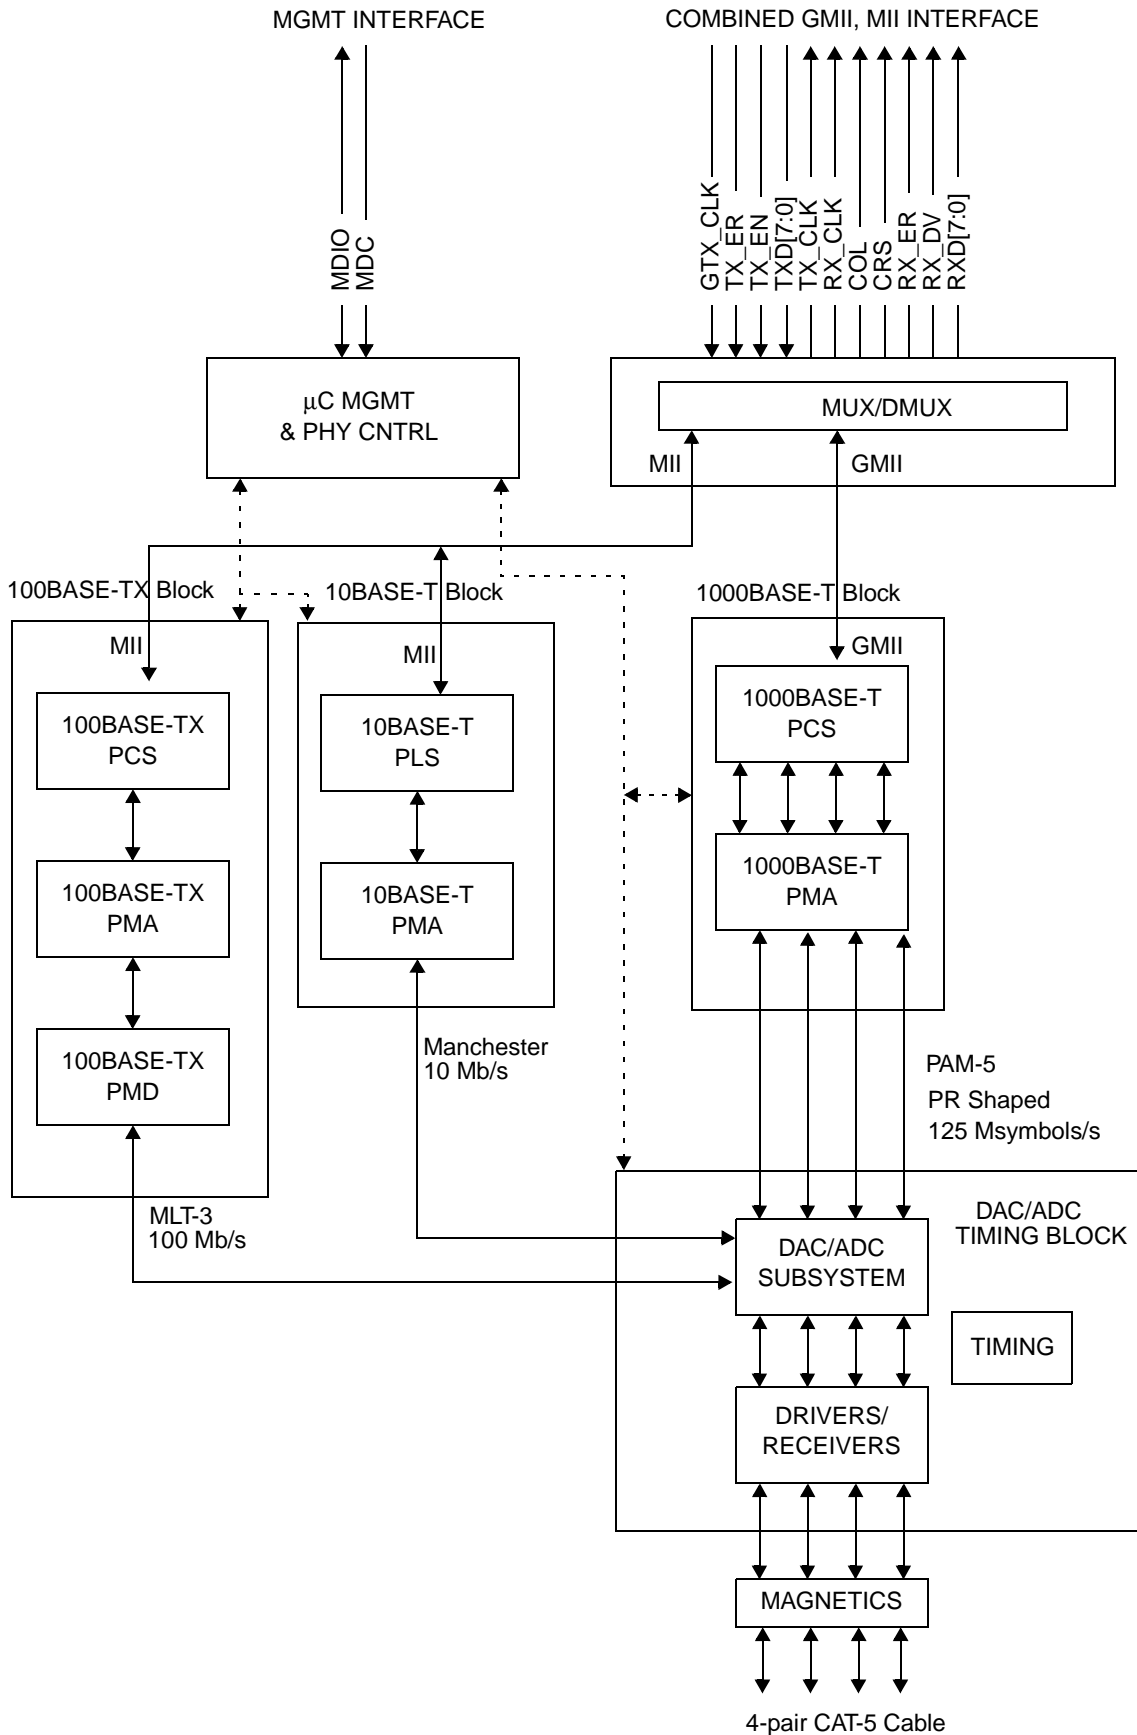 MGMT INTERFACE
COMBINED GMII, MII INTERFACE
MDIO
MDC
GTX_CLK
TX_ER
TX_EN
TXD[7:0]
TX_CLK
RX_CLK
COL
CRS
RX_ER
RX_DV
RXD[7:0]
µC MGMT
& PHY CNTRL
MUX/DMUX
MII
GMII
100BASE-TX Block
10BASE-T Block
1000BASE-T Block
MII
MII
GMII
100BASE-TX
PCS
10BASE-T
PLS
1000BASE-T
PCS
100BASE-TX
PMA
10BASE-T
PMA
1000BASE-T
PMA
100BASE-TX
PMD
Manchester
10 Mb/s
PAM-5
PR Shaped
125 Msymbols/s
MLT-3
100 Mb/s
DAC/ADC
TIMING BLOCK
DAC/ADC
SUBSYSTEM
TIMING
DRIVERS/
RECEIVERS
MAGNETICS
4-pair CAT-5 Cable